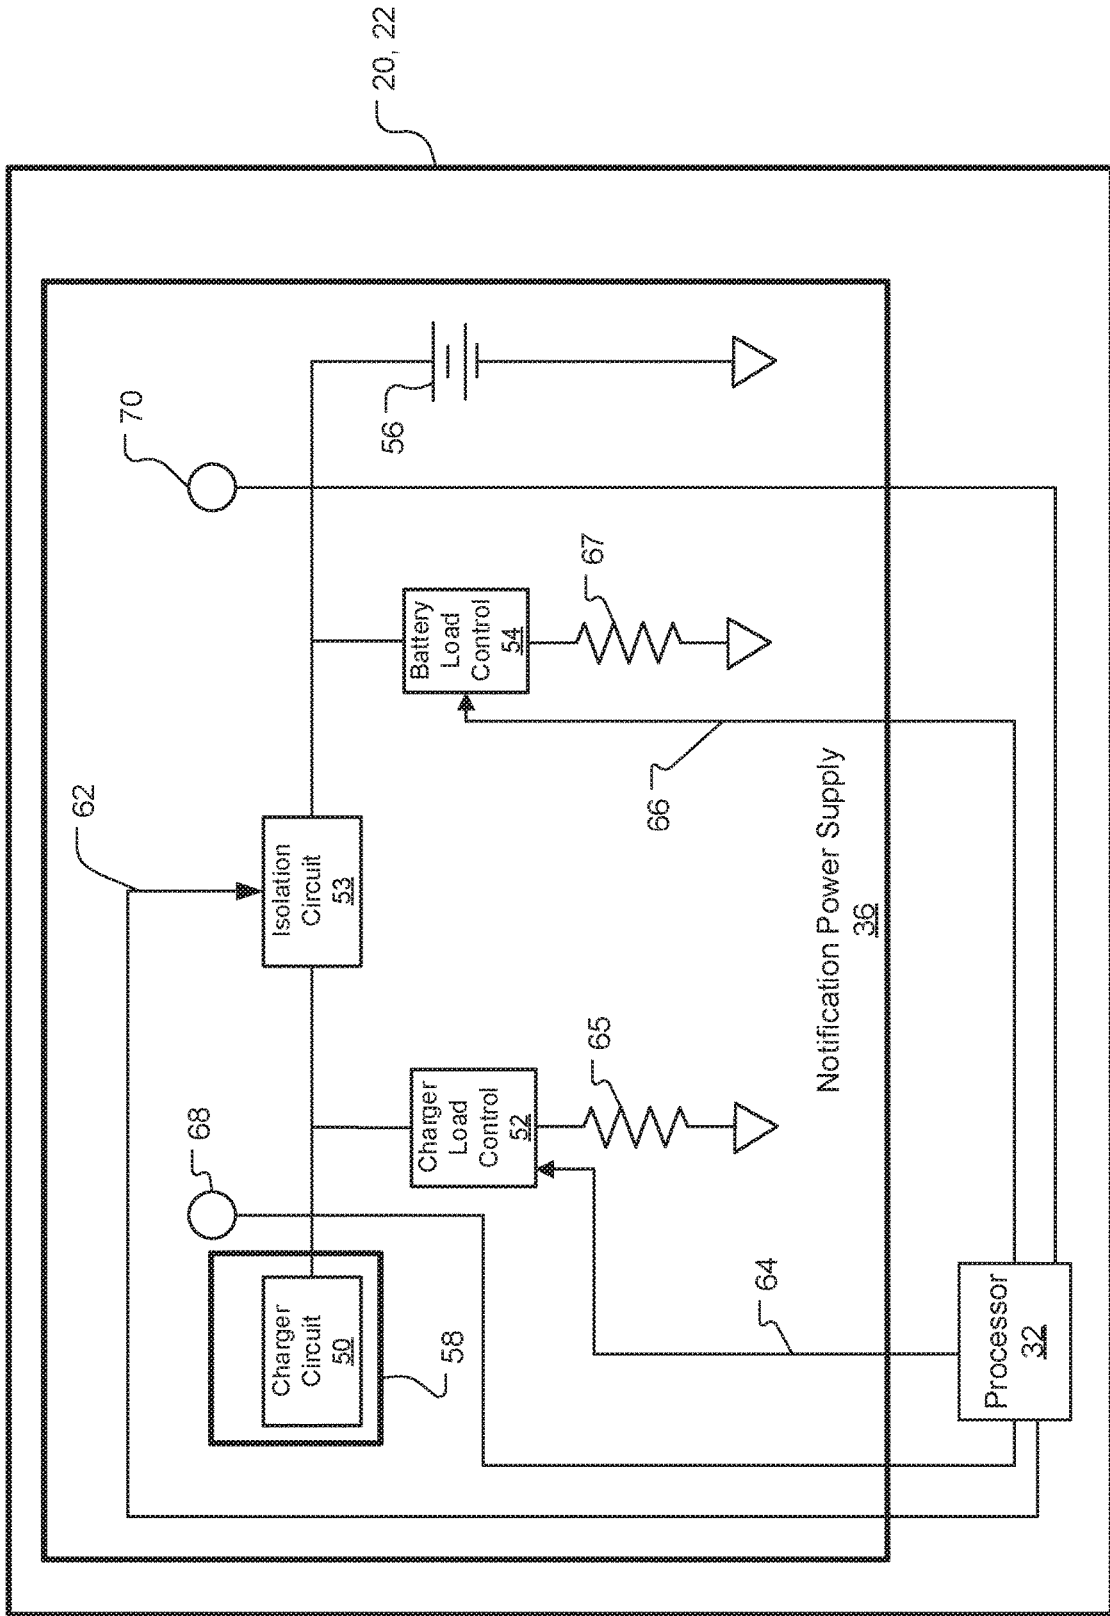 20, 22
70
62
68
56
Isolation
Circuit
53
Charger
Circuit
50
58
Battery
Load
Control
54
67
Charger
Load
Control
52
65
66
64
Notification Power Supply
36
Processor
32